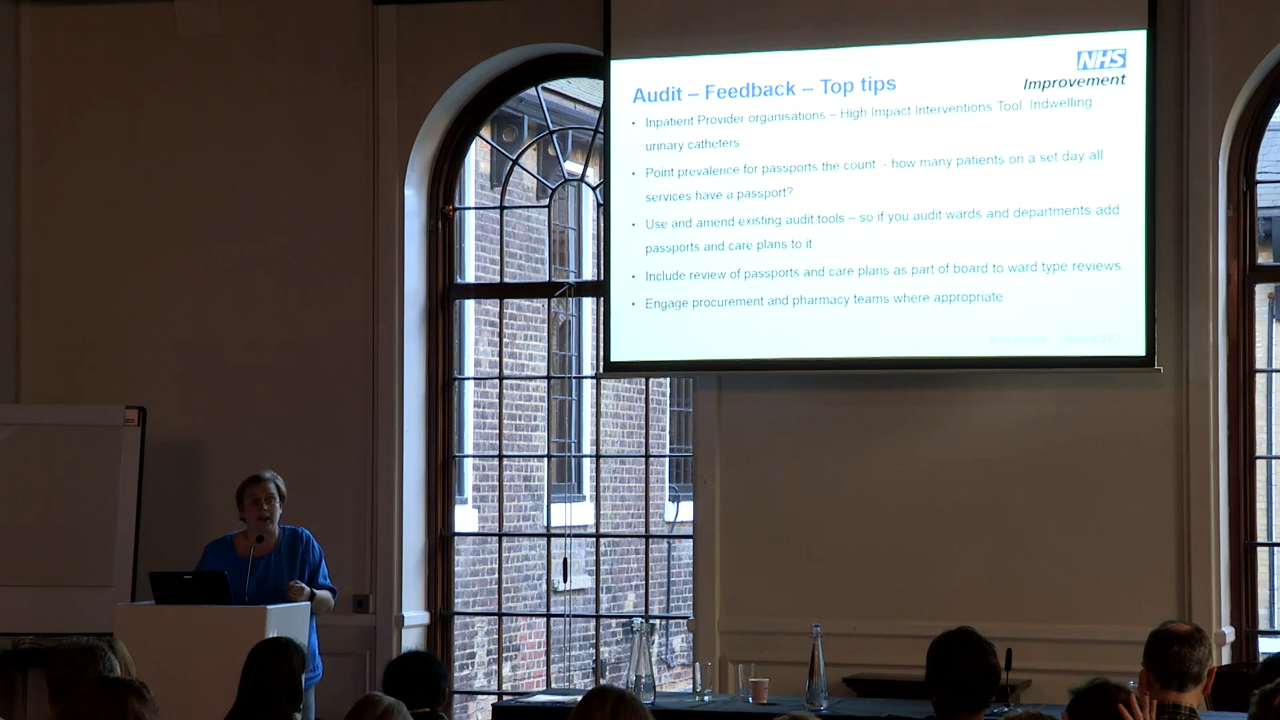 NHS
Improvement
Audit – Feedback – Top tips
• Inpatient Provider organisations – High Impact Interventions Tool Indwelling
urinary catheters
• Point prevalence for passports the count - how many patients on a set day all
services have a passport?
• Use and amend existing audit tools – so if you audit wards and departments add
passports and care plans to it
• Include review of passports and care plans as part of board to ward type reviews
• Engage procurement and pharmacy teams where appropriate